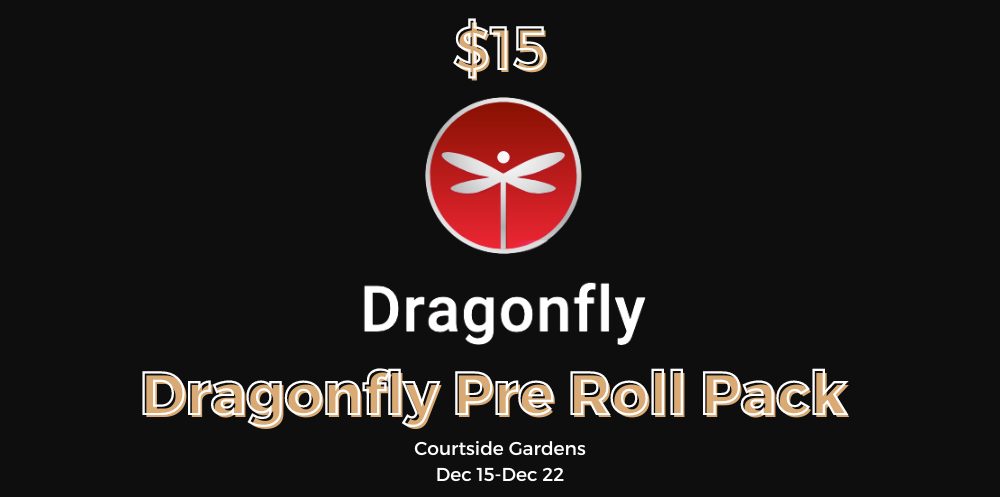 $15
Dragonfly
Dragonfly Pre Roll Pack
Courtside Gardens
Dec 15-Dec 22